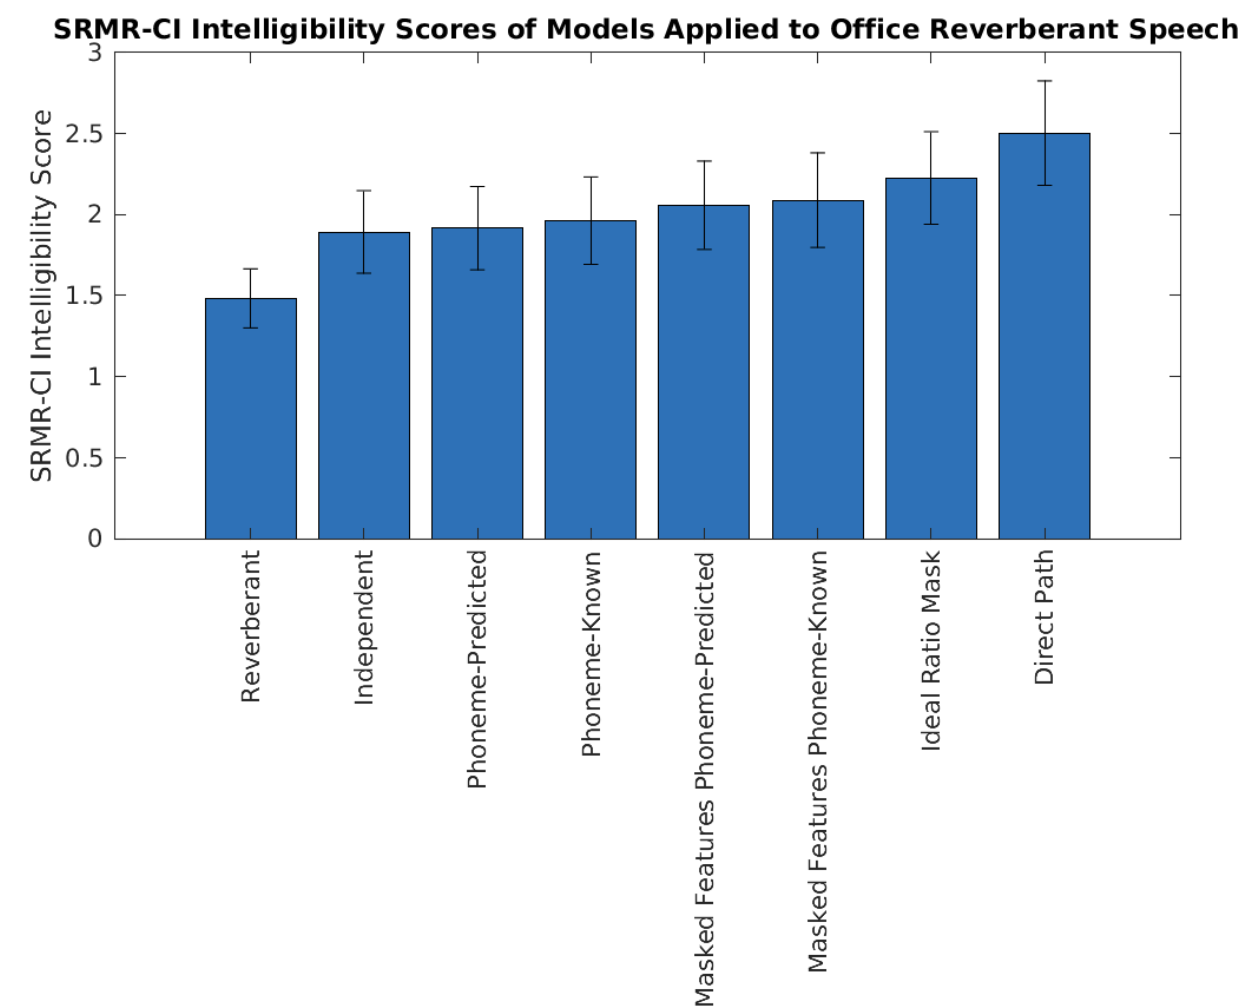 SRMR-CI Intelligibility Scores of Models Applied to Office Reverberant Speech
SRMR-CI Intelligibility Score
3
2.5
2
1.5
1
0.5
0
Reverberant
Independent
Phoneme-Predicted
Phoneme-Known
Masked Features Phoneme-Predicted
Masked Features Phoneme-Known
Ideal Ratio Mask
Direct Path